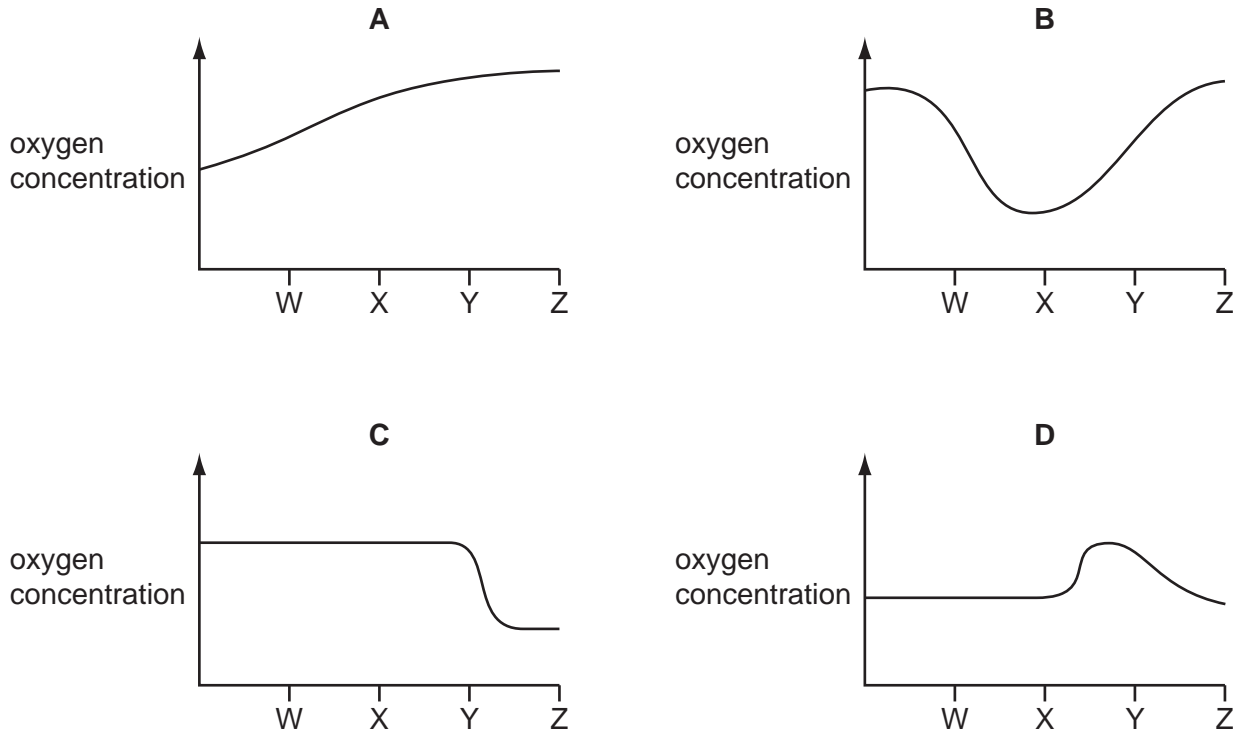 A
oxygen
concentration
W X Y Z
B
oxygen
concentration
W X Y Z
C
oxygen
concentration
W X Y Z
D
oxygen
concentration
W X Y Z